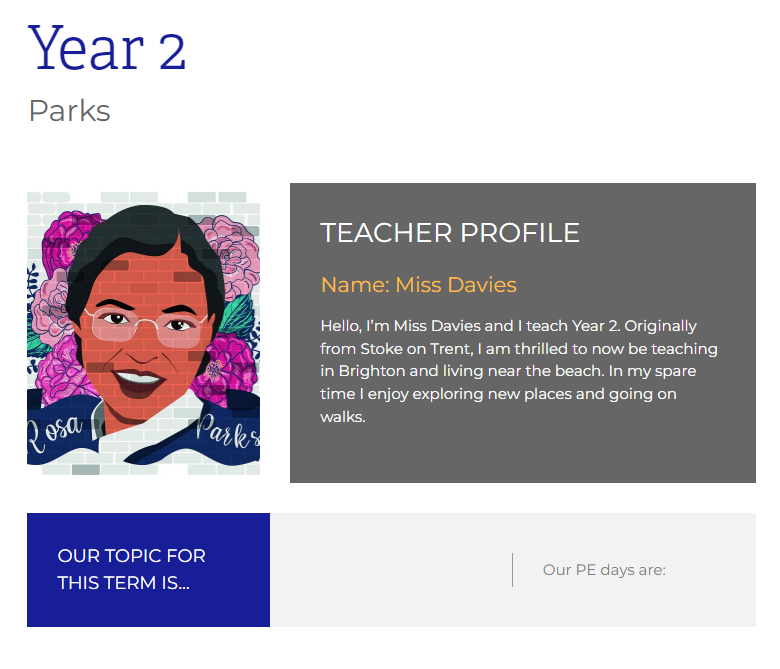 Year 2
Parks
Rosa Parks
TEACHER PROFILE
Name: Miss Davies
Hello, I'm Miss Davies and I teach Year 2. Originally
from Stoke on Trent, I am thrilled to now be teaching
in Brighton and living near the beach. In my spare
time I enjoy exploring new places and going on
walks.
OUR TOPIC FOR
THIS TERM IS...
Our PE days are: